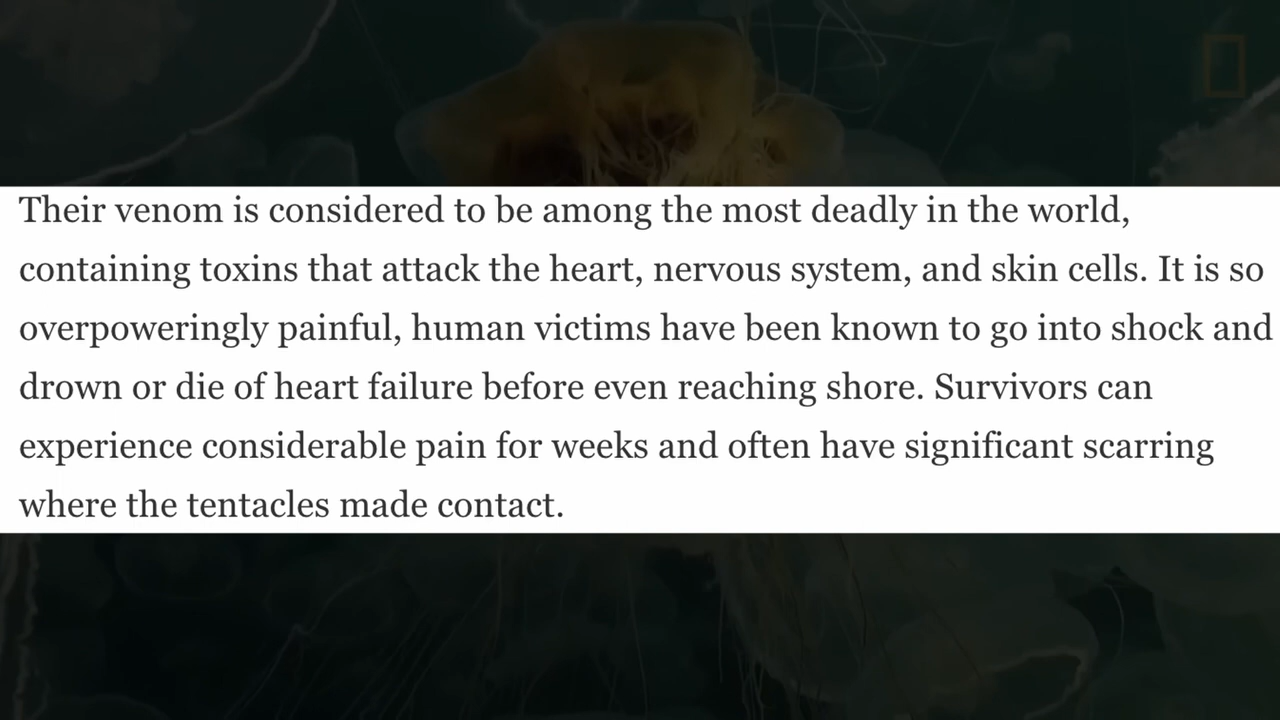 Their venom is considered to be among the most deadly in the world,
containing toxins that attack the heart, nervous system, and skin cells. It is so
overpoweringly painful, human victims have been known to go into shock and
drown or die of heart failure before even reaching shore. Survivors can
experience considerable pain for weeks and often have significant scarring
where the tentacles made contact.